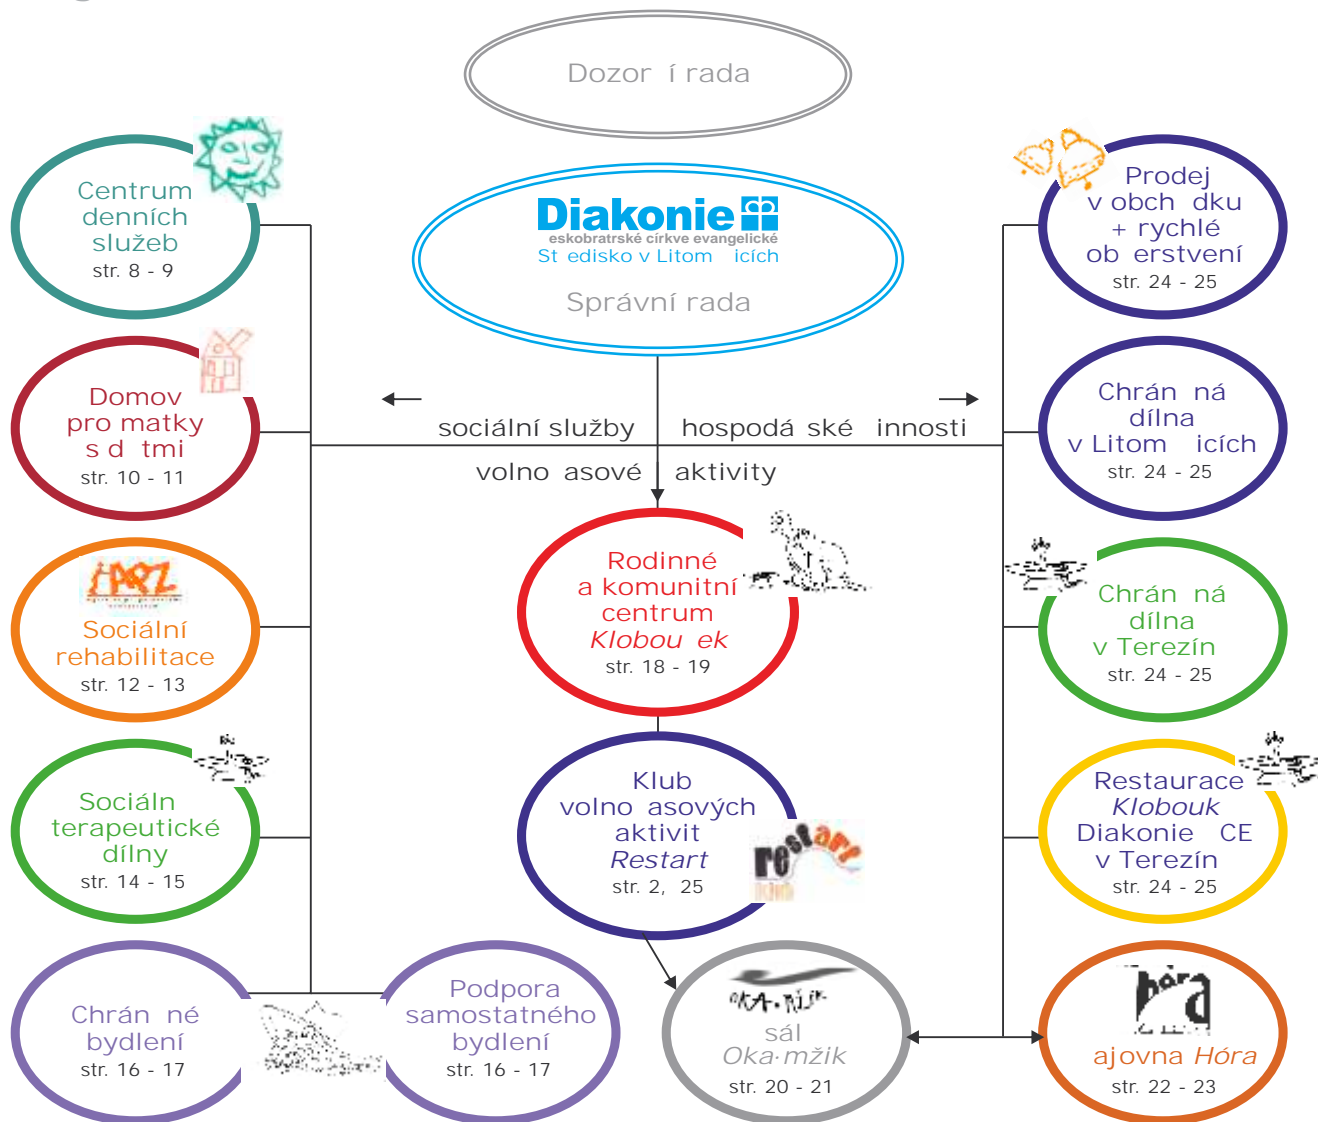 Dozor í rada
Diakonie
eskobratrské církve evangelické
St edisko v Litom icích
Správní rada
Centrum
denních
služeb
str. 8 - 9
Domov
pro matky
s d tmi
str. 10 - 11
Sociální
rehabilitace
str. 12 - 13
Sociáln
terapeutické
dílny
str. 14 - 15
Chrán né
bydlení
str. 16 - 17
Podpora
samostatného
bydlení
str. 16 - 17
sociální služby
hospodá ské innosti
volno asové aktivity
Rodinné
a komunitní
centrum
Klobou ek
str. 18 - 19
Klub
volno asových
aktivit
Restart
str. 2, 25
restart
klub
OKA·MŽIK
sál
Oka·mžik
str. 20 - 21
Prodej
v obch dku
+ rychlé
ob erstvení
str. 24 - 25
Chrán ná
dílna
v Litom icích
str. 24 - 25
Chrán ná
dílna
v Terezín
str. 24 - 25
Restaurace
Klobouk
Diakonie CE
v Terezín
str. 24 - 25
hóra
ajovna Hóra
str. 22 - 23